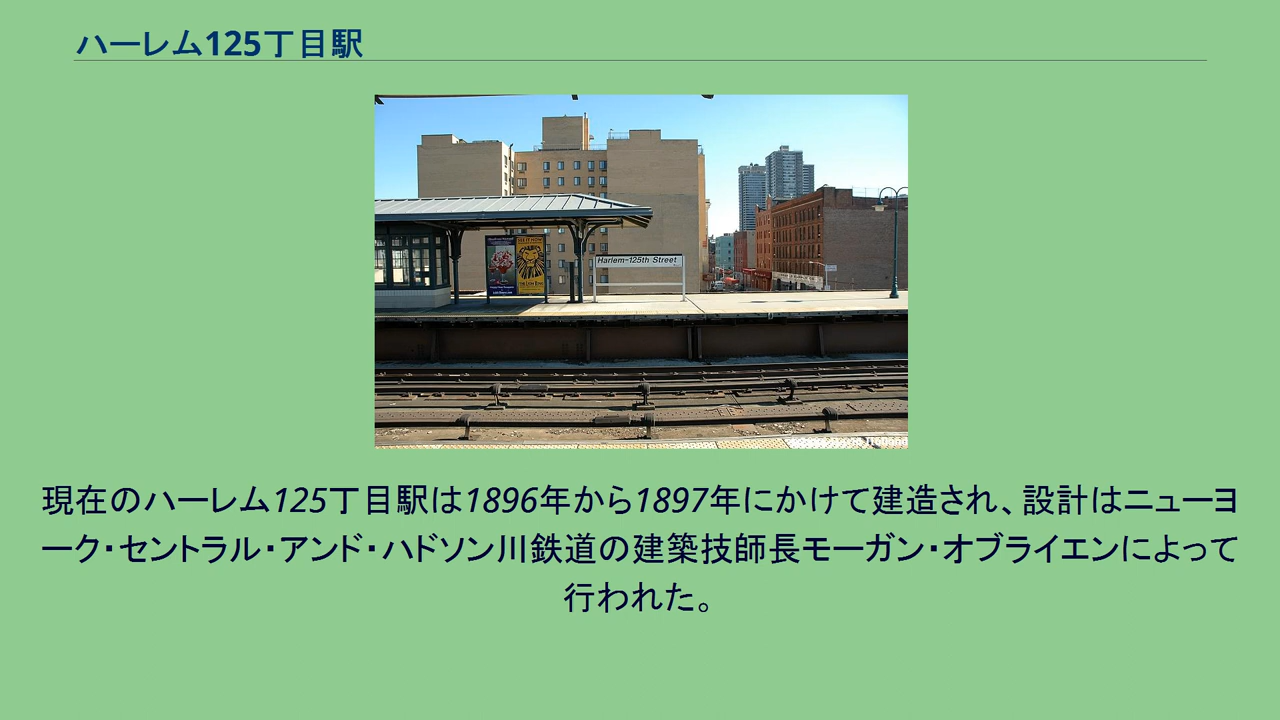 ハーレム125丁目駅
Harlem-125th Street
現在のハーレム125丁目駅は1896年から1897年にかけて建造され、設計はニューヨ
ーク・セントラル・アンド・ハドソン川鉄道の建築技師長モーガン・オブライエンによって
行われた。